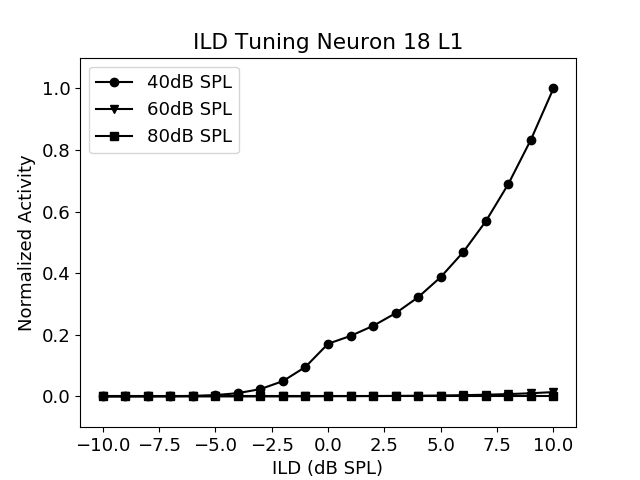 ILD Tuning Neuron 18 L1
40dB SPL
60dB SPL
80dB SPL
Normalized Activity
1.0
0.8
0.6
0.4
0.2
0.0
−10.0 −7.5 −5.0 −2.5 0.0 2.5 5.0 7.5 10.0
ILD (dB SPL)